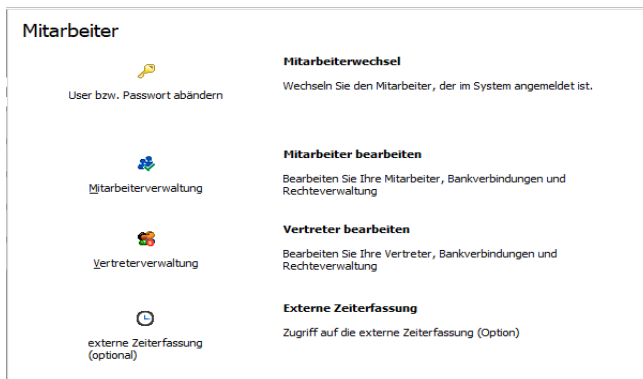 Mitarbeiter
User bzw. Passwort abändern
Mitarbeiterwechsel
Wechseln Sie den Mitarbeiter, der im System angemeldet ist.
Mitarbeiterverwaltung
Mitarbeiter bearbeiten
Bearbeiten Sie Ihre Mitarbeiter, Bankverbindungen und
Rechteverwaltung
Vertreterverwaltung
Vertreter bearbeiten
Bearbeiten Sie Ihre Vertreter, Bankverbindungen und
Rechteverwaltung
externe Zeiterfassung
(optional)
Externe Zeiterfassung
Zugriff auf die externe Zeiterfassung (Option)